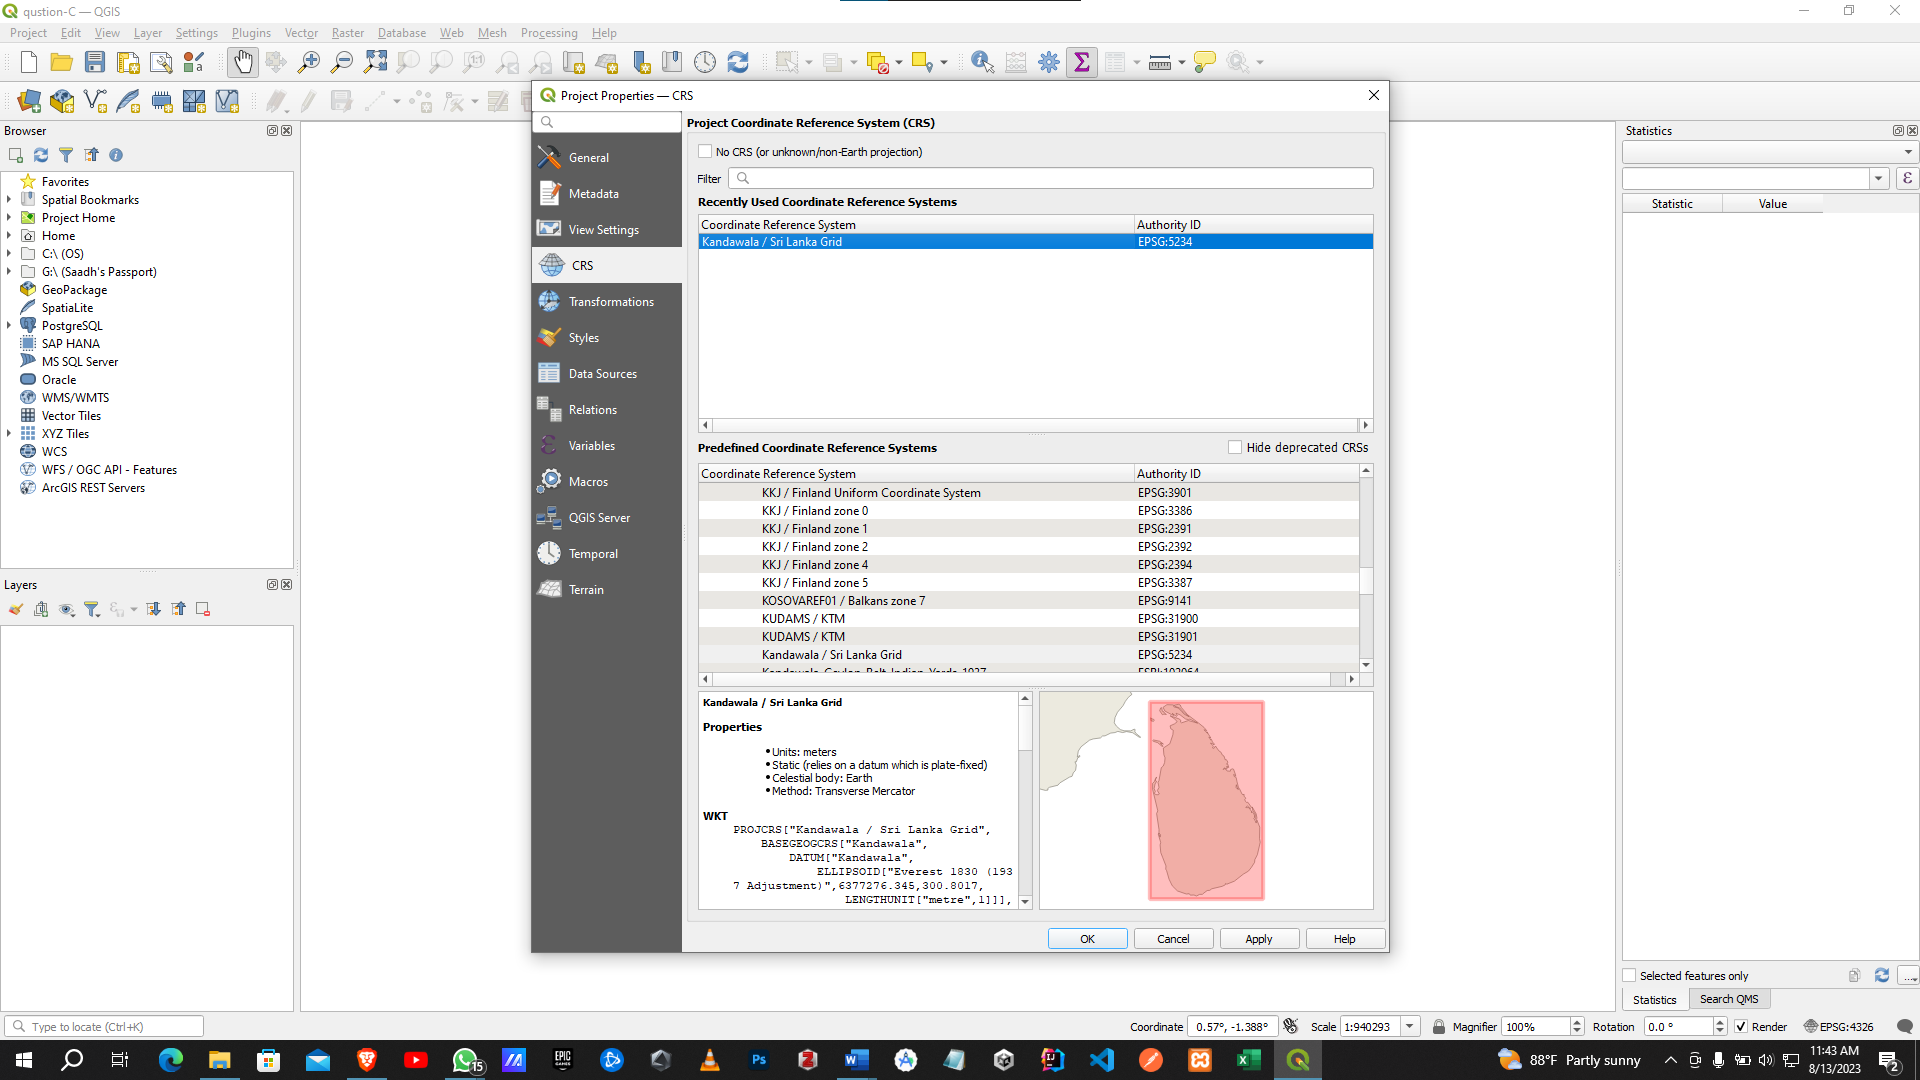 qustion-C — QGIS
Project Edit View Layer Settings Plugins Vector Raster Database Web Mesh Processing Help
Browser
Favorites
Spatial Bookmarks
Project Home
Home
C:\ (OS)
G:\ (Saadh's Passport)
GeoPackage
SpatiaLite
PostgreSQL
SAP HANA
MS SQL Server
Oracle
WMS/WMTS
Vector Tiles
XYZ Tiles
WCS
WFS / OGC API - Features
ArcGIS REST Servers
Layers
Type to locate (Ctrl+K)
Project Properties — CRS
General
Metadata
View Settings
CRS
Transformations
Styles
Data Sources
Relations
Variables
Macros
QGIS Server
Temporal
Terrain
Project Coordinate Reference System (CRS)
No CRS (or unknown/non-Earth projection)
Filter
Recently Used Coordinate Reference Systems
Coordinate Reference System Authority ID
Kandawala / Sri Lanka Grid EPSG:5234
Predefined Coordinate Reference Systems Hide deprecated CRSs
Coordinate Reference System Authority ID
KKJ / Finland Uniform Coordinate System EPSG:3901
KKJ / Finland zone 0 EPSG:3386
KKJ / Finland zone 1 EPSG:2391
KKJ / Finland zone 2 EPSG:2392
KKJ / Finland zone 4 EPSG:2394
KKJ / Finland zone 5 EPSG:3387
KOSOVAREF01 / Balkans zone 7 EPSG:9141
KUDAMS / KTM EPSG:31900
KUDAMS / KTM EPSG:31901
Kandawala / Sri Lanka Grid EPSG:5234
Kandawala / Sri Lanka Grid
Properties
• Units: meters
• Static (relies on a datum which is plate-fixed)
• Celestial body: Earth
• Method: Transverse Mercator
WKT
PROJCRS["Kandawala / Sri Lanka Grid",
BASEGEOGCRS["Kandawala",
DATUM["Kandawala",
ELLIPSOID["Everest 1830 (193
7 Adjustment)",6377276.345,300.8017,
LENGTHUNIT["metre",1]]],
OK Cancel Apply Help
Statistics
ε
Statistic Value
Selected features only
Statistics Search QMS
Coordinate 0.57°, -1.388° Scale 1:940293 Magnifier 100% Rotation 0.0 ° Render EPSG:4326
15
EPIC GAMES
Ps
88°F Partly sunny
11:43 AM
8/13/2023
2